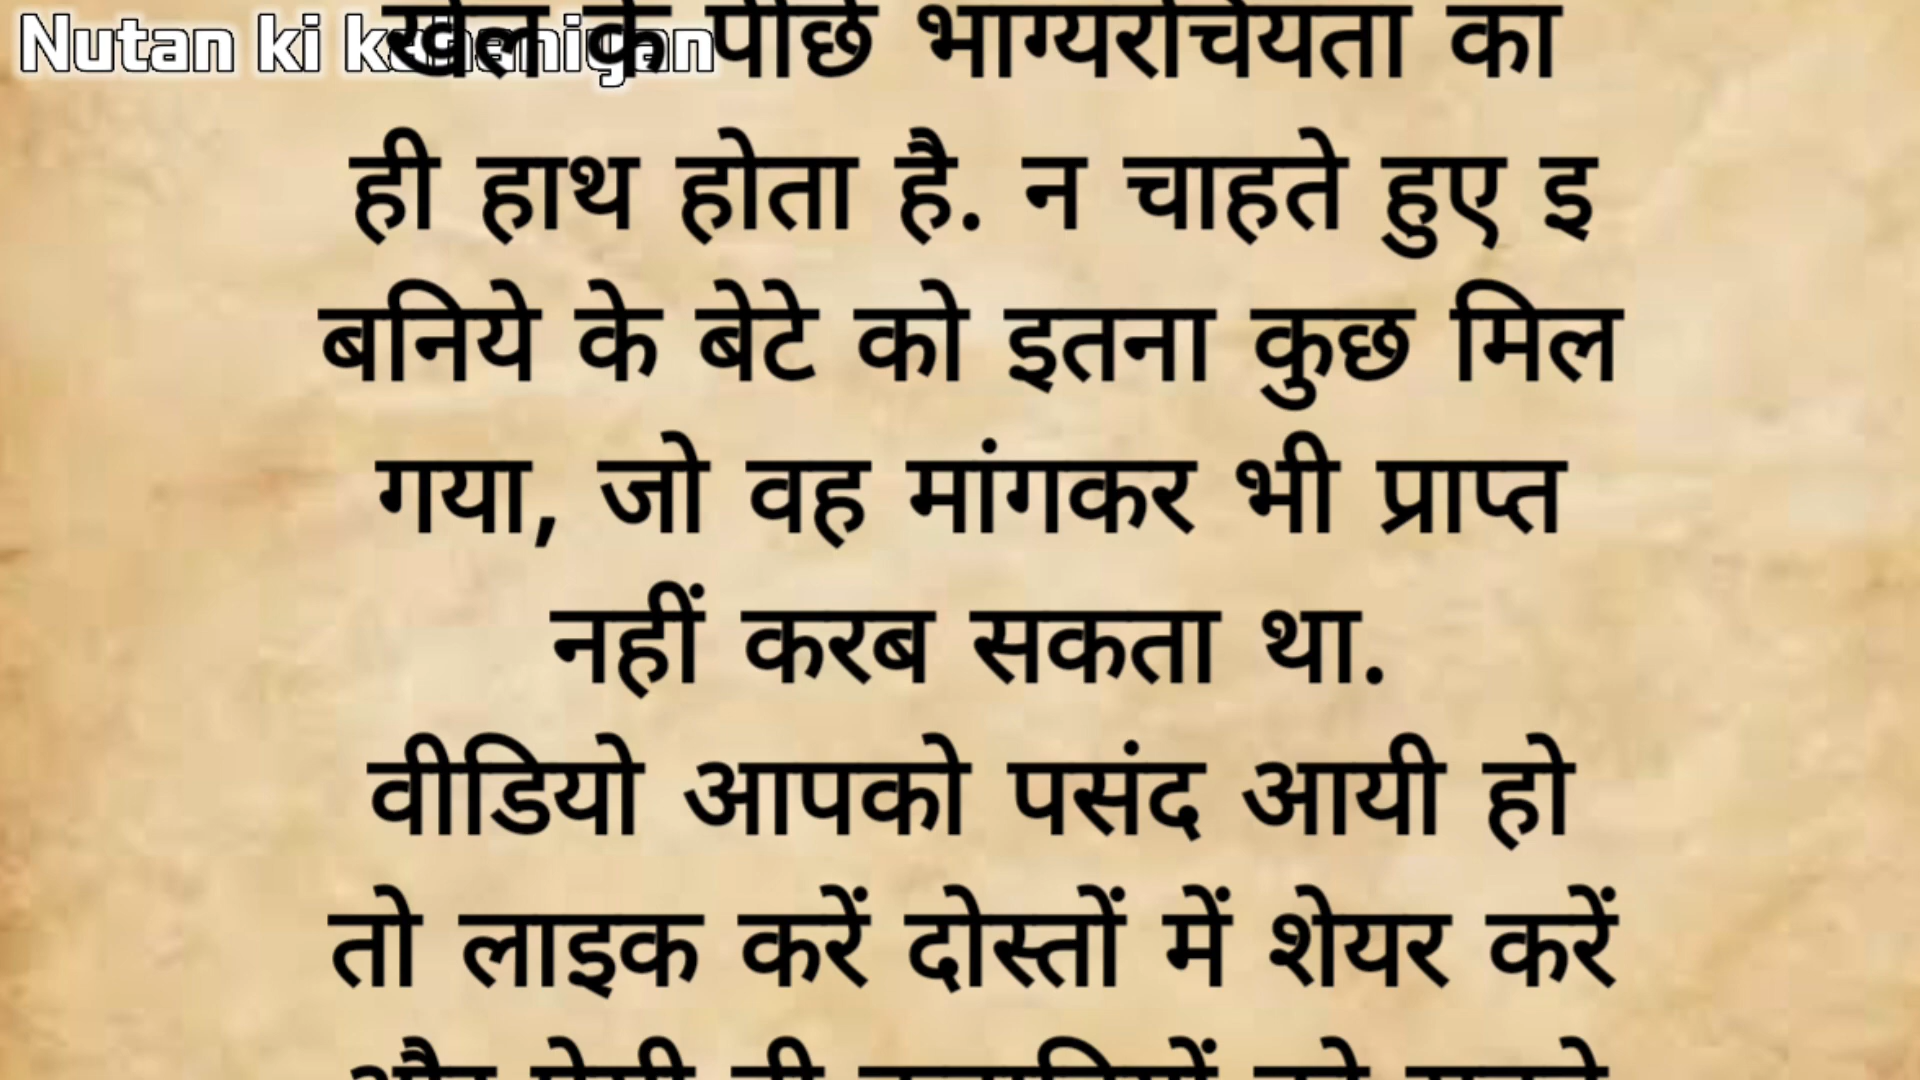 Nutan ki kahaniyan
खेल के पीछे भाग्यरचियता का
ही हाथ होता है. न चाहते हुए इ
बनिये के बेटे को इतना कुछ मिल
गया, जो वह मांगकर भी प्राप्त
नहीं करब सकता था.
वीडियो आपको पसंद आयी हो
तो लाइक करें दोस्तों में शेयर करें